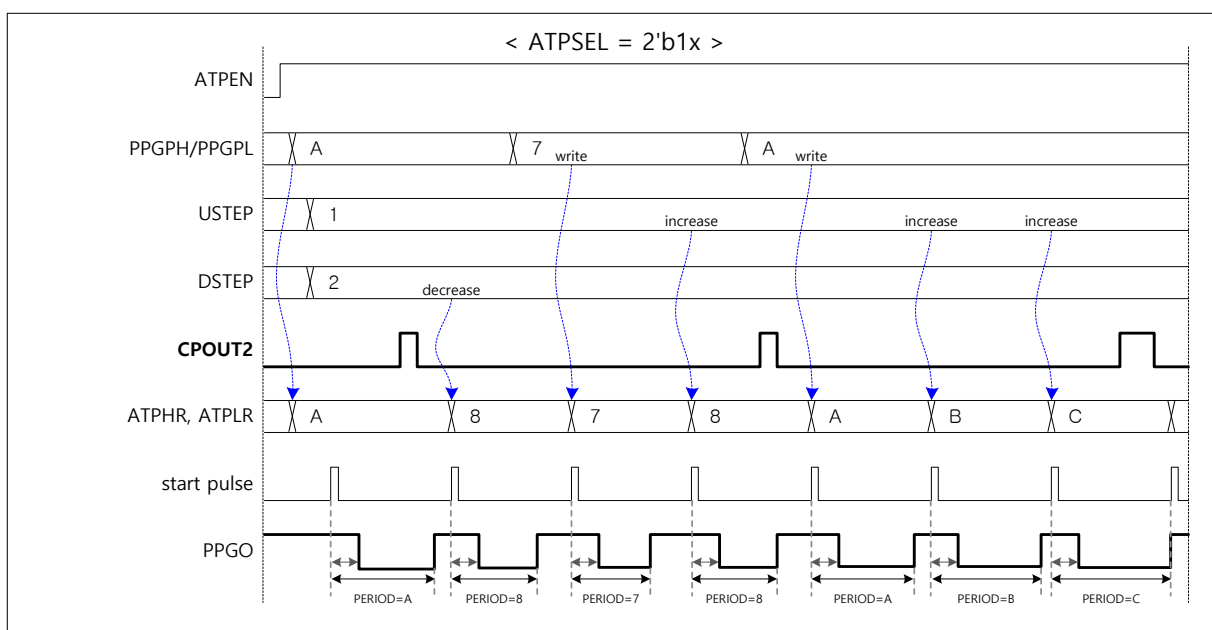 < ATPSEL = 2'b1x >
ATPEN
PPGPH/PPGPL A 7 write A write
USTEP 1 increase increase increase
DSTEP 2 decrease
CPOUT2
ATPHR, ATPLR A 8 7 8 A B C
start pulse
PPGO
PERIOD=A PERIOD=8 PERIOD=7 PERIOD=8 PERIOD=A PERIOD=B PERIOD=C